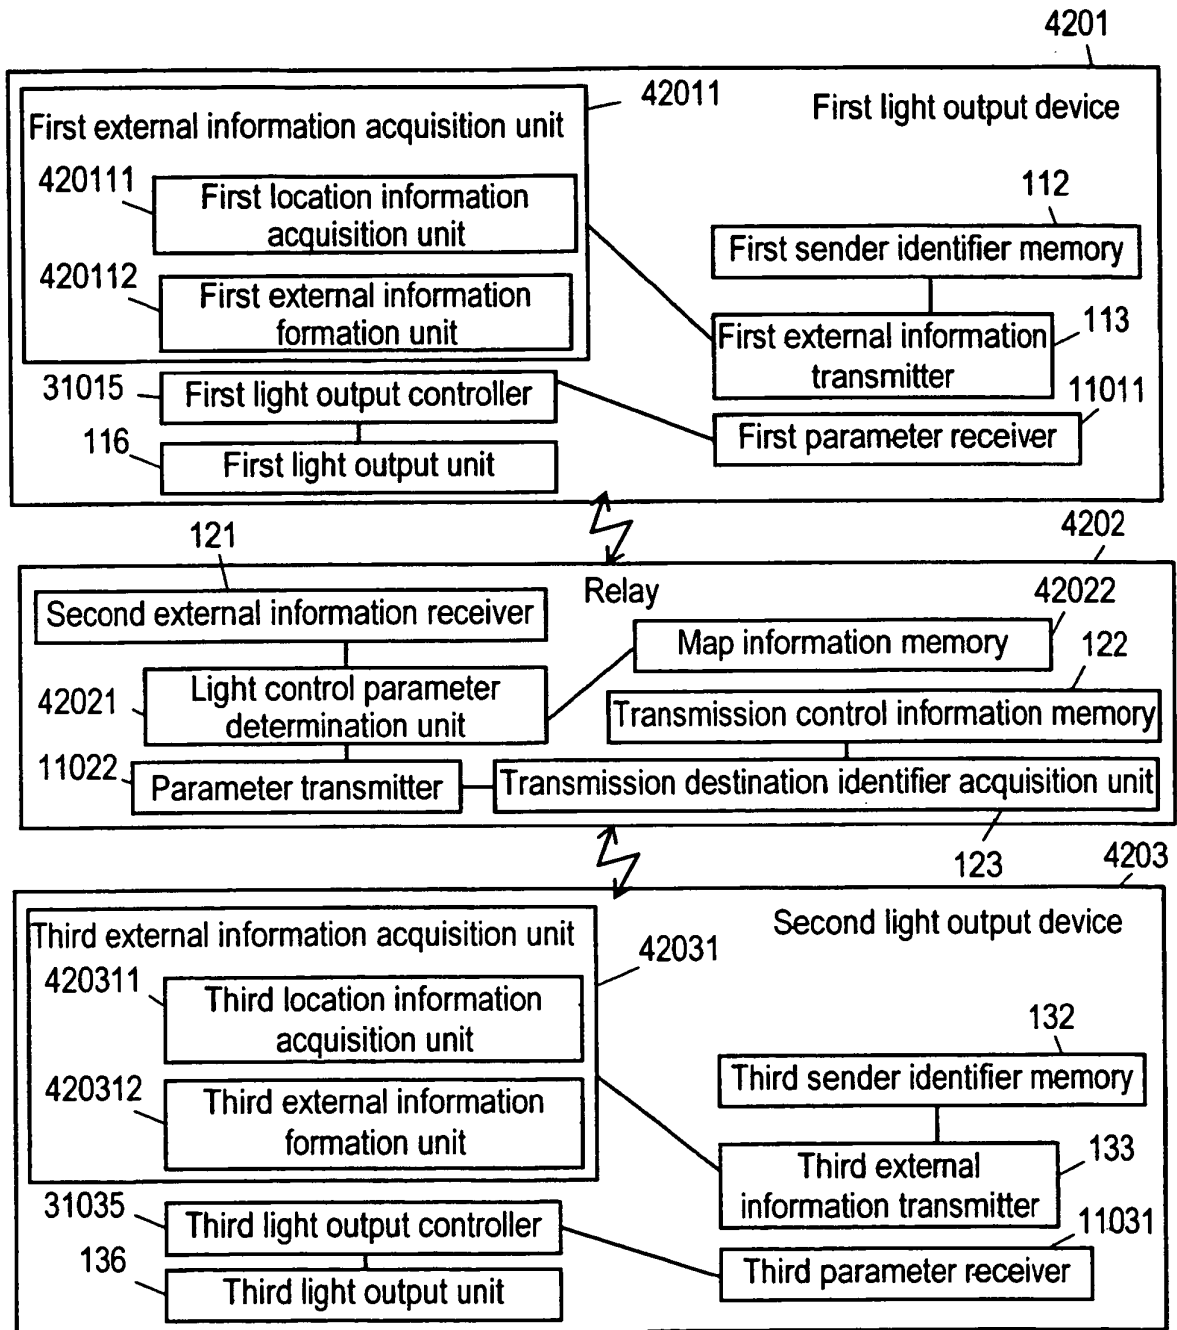 4201
42011
First light output device
First external information acquisition unit
420111
First location information
acquisition unit
112
First sender identifier memory
420112
First external information
formation unit
113
First external information
transmitter
31015
First light output controller
11011
First parameter receiver
116
First light output unit
121
4202
Relay
Second external information receiver
42022
Map information memory
42021
Light control parameter
determination unit
122
Transmission control information memory
11022
Parameter transmitter
Transmission destination identifier acquisition unit
123
4203
Second light output device
Third external information acquisition unit
42031
420311
Third location information
acquisition unit
132
Third sender identifier memory
420312
Third external information
formation unit
133
Third external
information transmitter
31035
Third light output controller
11031
Third parameter receiver
136
Third light output unit